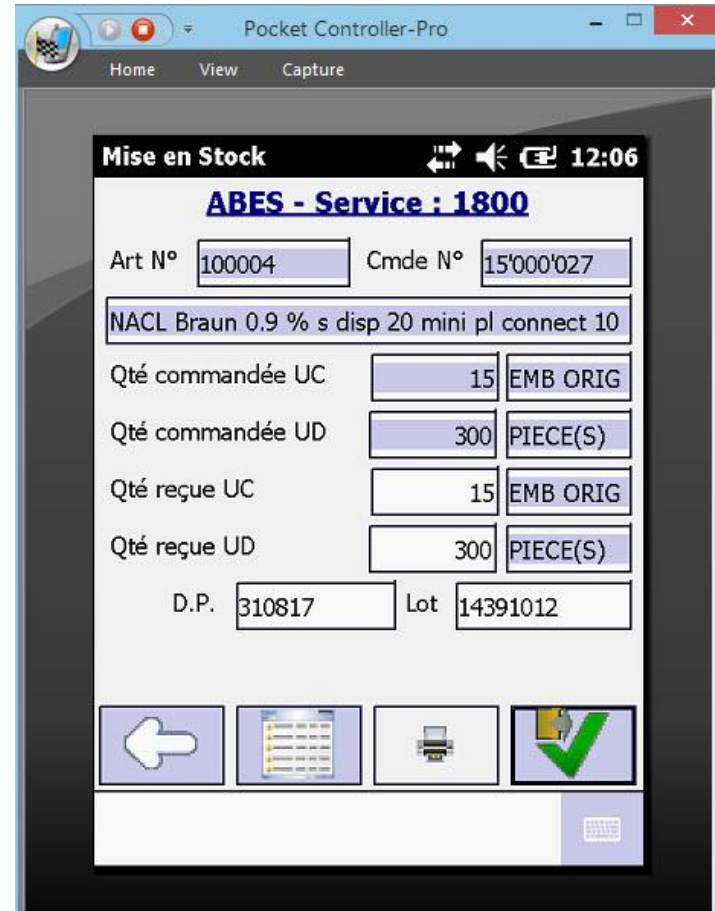 Pocket Controller-Pro
Home View Capture
Mise en Stock 12:06
ABES - Service : 1800
Art N° 100004 Cmde N° 15'000'027
NACL Braun 0.9 % s disp 20 mini pl connect 10
Qté commandée UC 15 EMB ORIG
Qté commandée UD 300 PIECE(S)
Qté reçue UC 15 EMB ORIG
Qté reçue UD 300 PIECE(S)
D.P. 310817 Lot 14391012